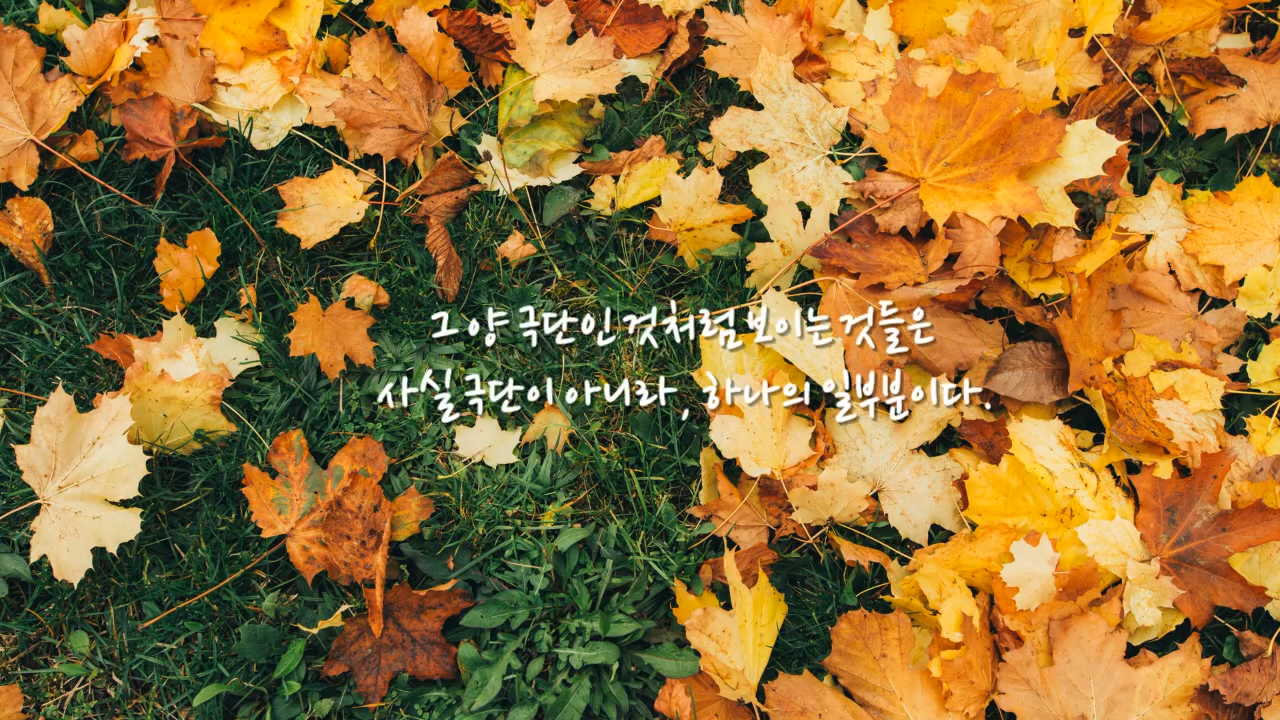 그 양 극단인 것처럼 보이는 것들은
사실 극단이 아니라, 하나의 일부분이다.